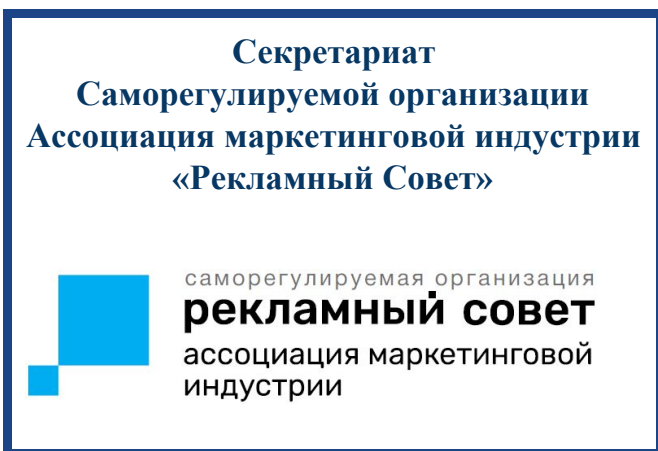 Секретариат
Саморегулируемой организации
Ассоциация маркетинговой индустрии
«Рекламный Совет»
саморегулируемая организация
рекламный совет
ассоциация маркетинговой
индустрии